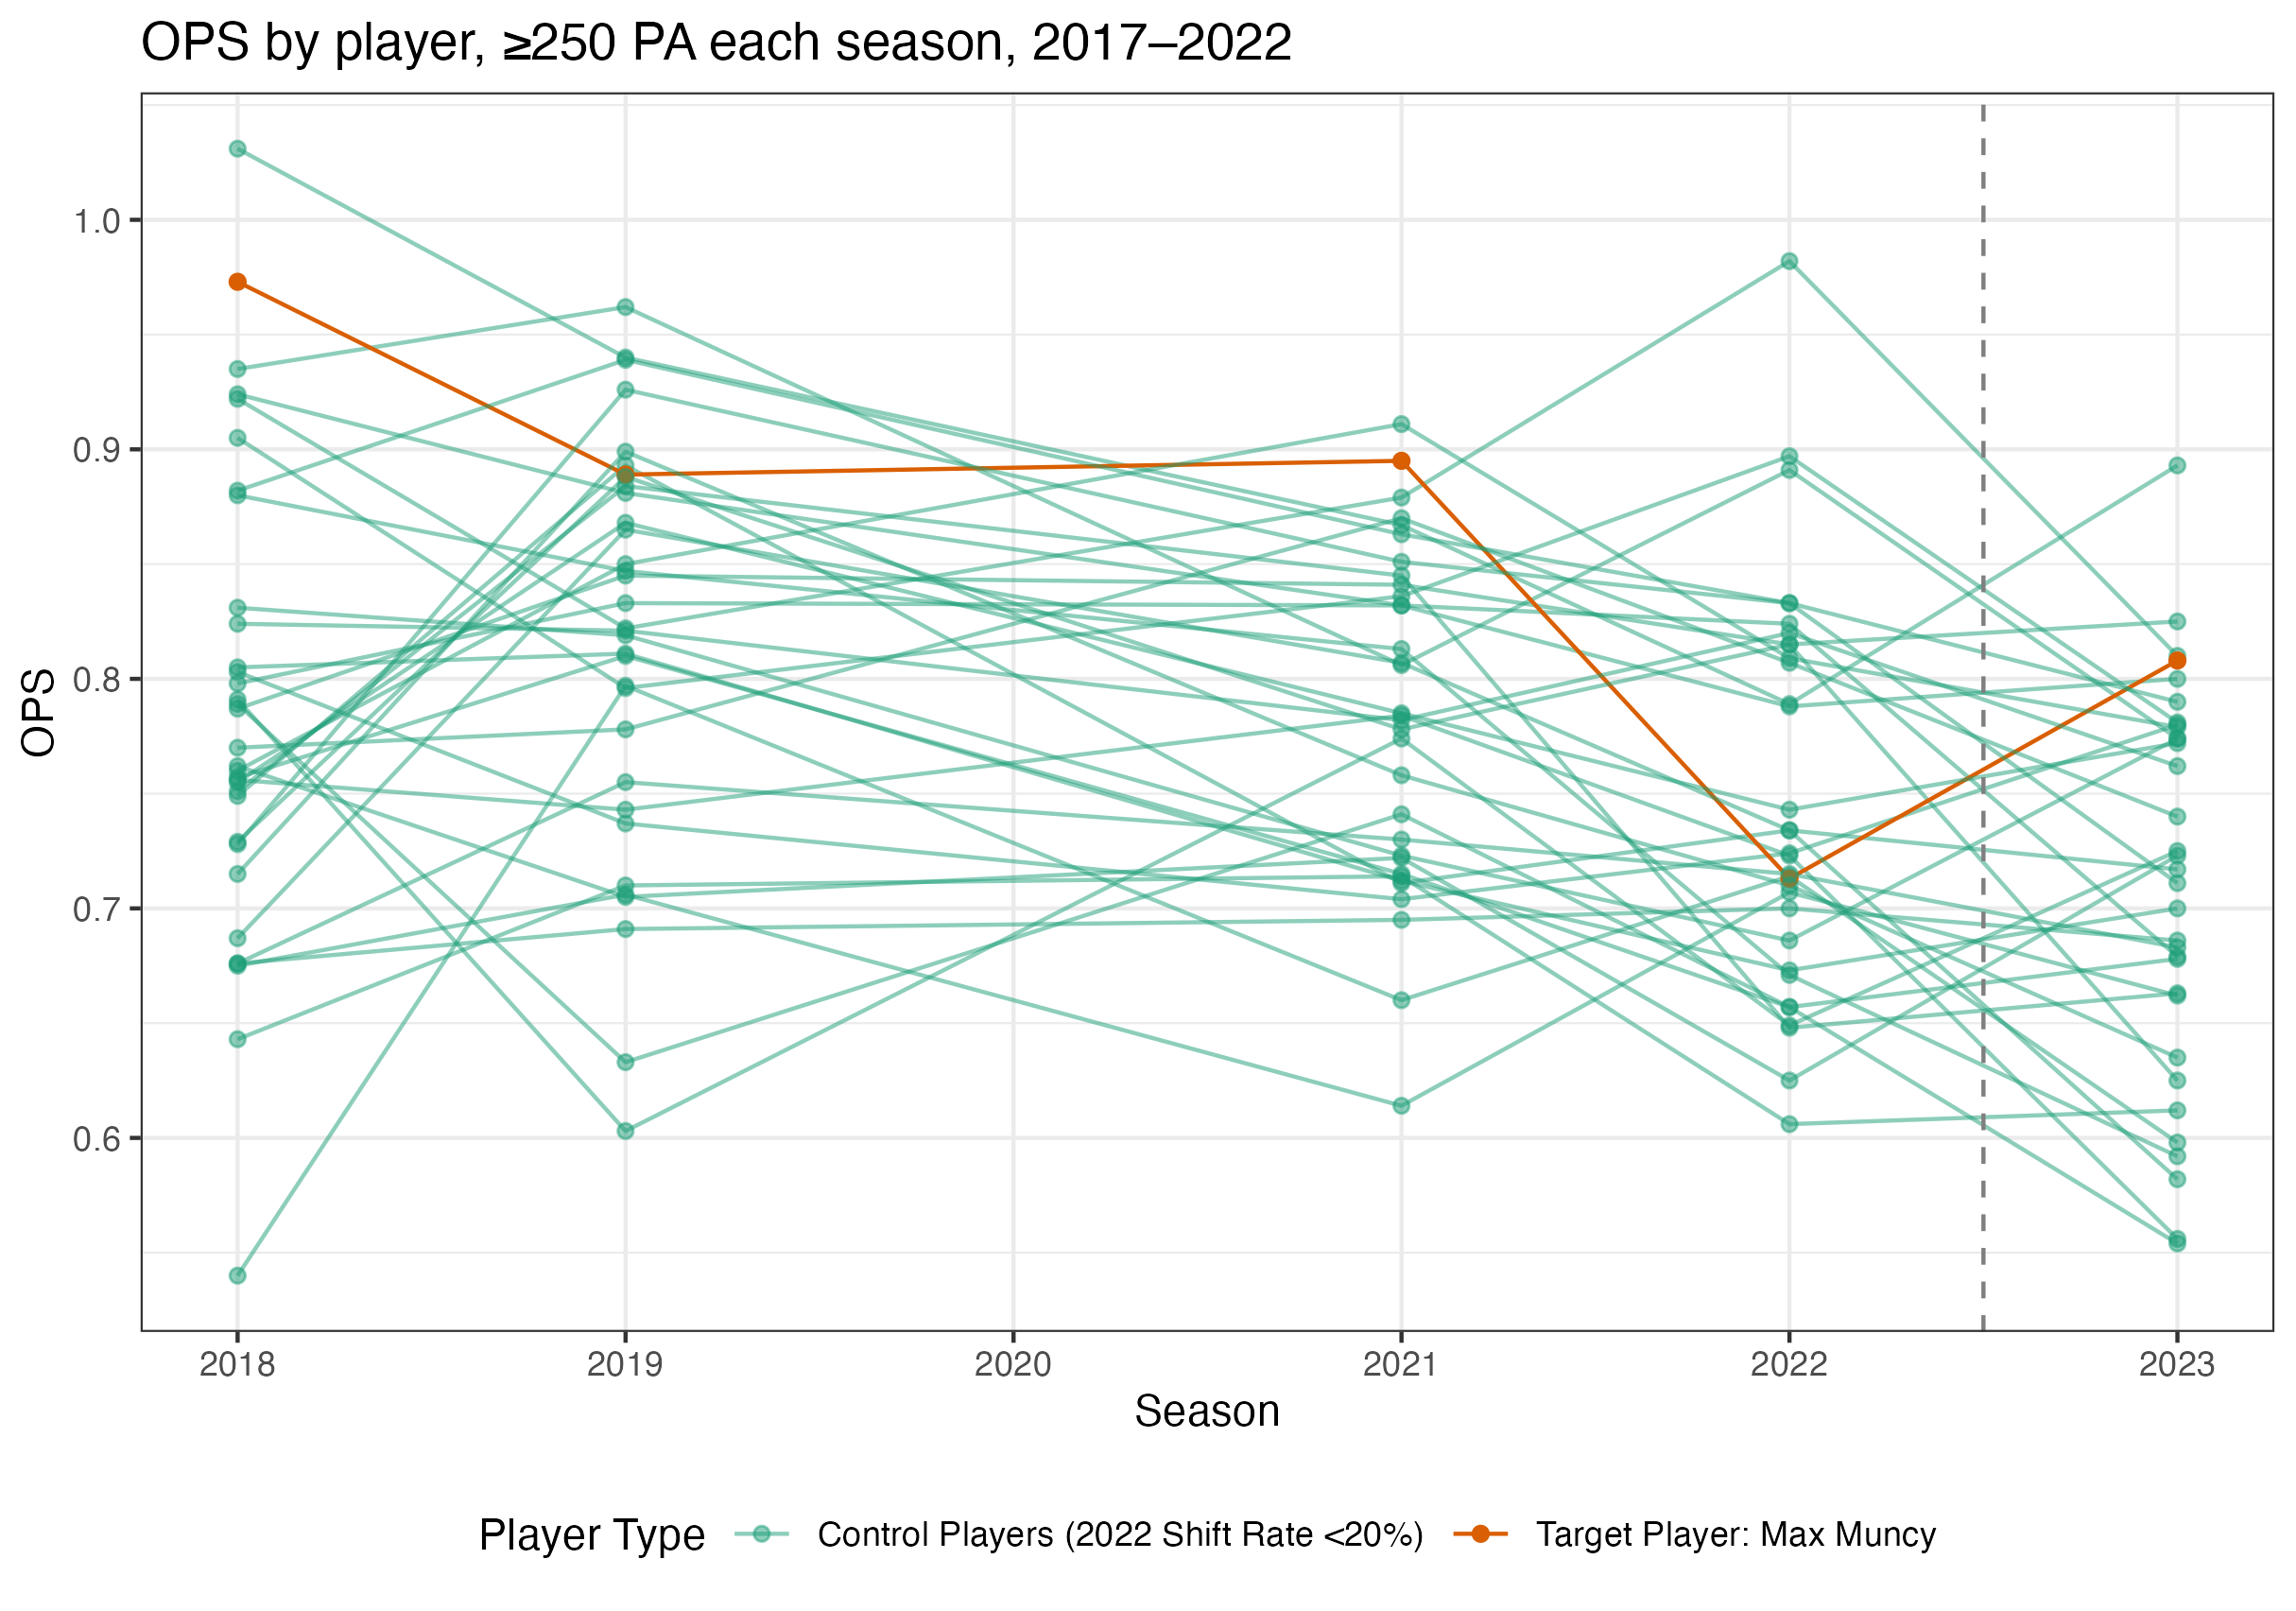 OPS by player, ≥250 PA each season, 2017–2022
OPS
1.0
0.9
0.8
0.7
0.6
2018 2019 2020 2021 2022 2023
Season
Player Type Control Players (2022 Shift Rate <20%) Target Player: Max Muncy